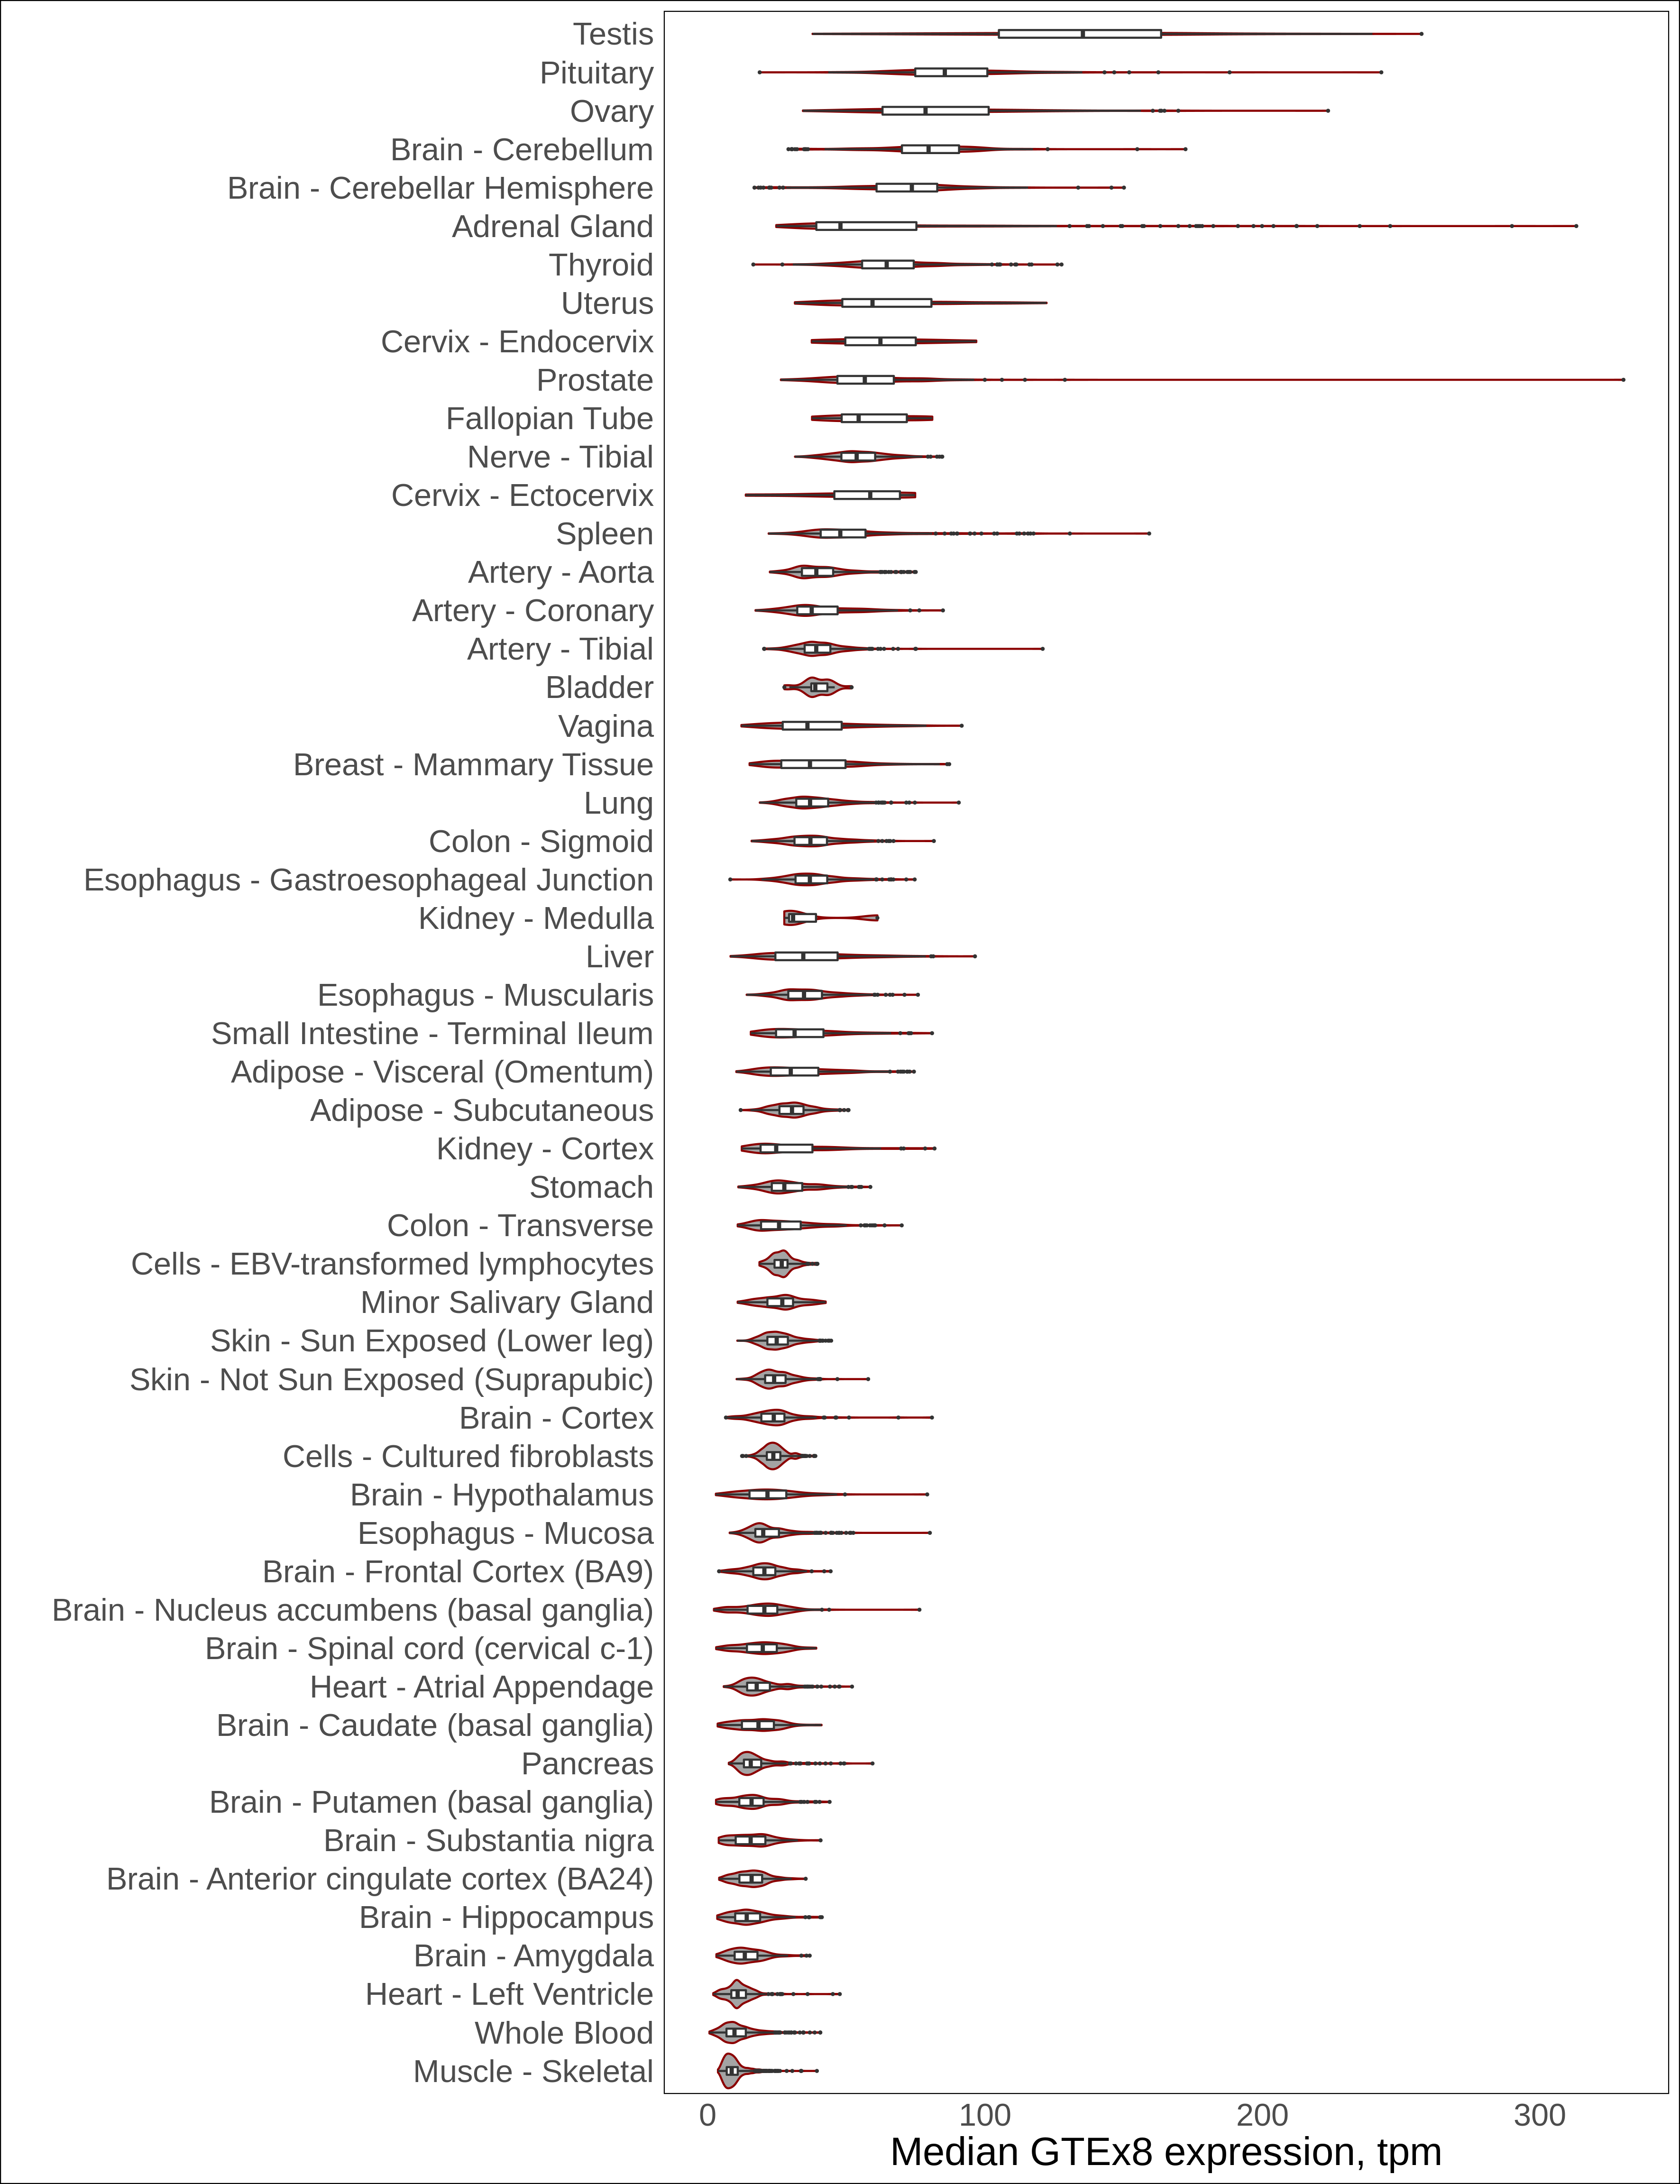 Testis
Pituitary
Ovary
Brain - Cerebellum
Brain - Cerebellar Hemisphere
Adrenal Gland
Thyroid
Uterus
Cervix - Endocervix
Prostate
Fallopian Tube
Nerve - Tibial
Cervix - Ectocervix
Spleen
Artery - Aorta
Artery - Coronary
Artery - Tibial
Bladder
Vagina
Breast - Mammary Tissue
Lung
Colon - Sigmoid
Esophagus - Gastroesophageal Junction
Kidney - Medulla
Liver
Esophagus - Muscularis
Small Intestine - Terminal Ileum
Adipose - Visceral (Omentum)
Adipose - Subcutaneous
Kidney - Cortex
Stomach
Colon - Transverse
Cells - EBV-transformed lymphocytes
Minor Salivary Gland
Skin - Sun Exposed (Lower leg)
Skin - Not Sun Exposed (Suprapubic)
Brain - Cortex
Cells - Cultured fibroblasts
Brain - Hypothalamus
Esophagus - Mucosa
Brain - Frontal Cortex (BA9)
Brain - Nucleus accumbens (basal ganglia)
Brain - Spinal cord (cervical c-1)
Heart - Atrial Appendage
Brain - Caudate (basal ganglia)
Pancreas
Brain - Putamen (basal ganglia)
Brain - Substantia nigra
Brain - Anterior cingulate cortex (BA24)
Brain - Hippocampus
Brain - Amygdala
Heart - Left Ventricle
Whole Blood
Muscle - Skeletal
0 100 200 300
Median GTEx8 expression, tpm